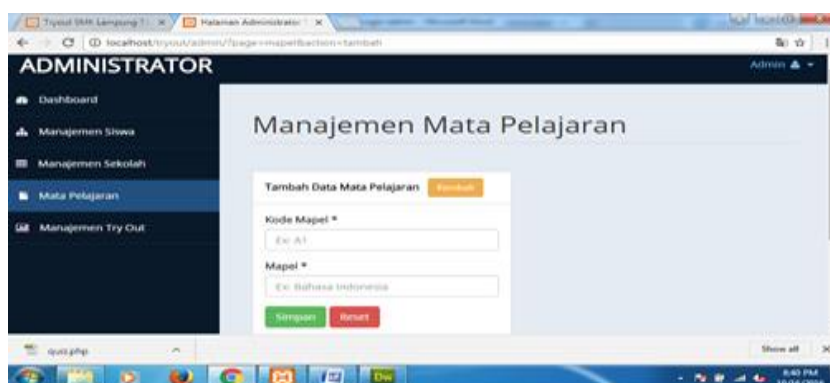 Tryout SMK Lampung
Halaman Administrator
localhost/tryout/admin/?page=mapel&action=tambah
ADMINISTRATOR
Admin
Dashboard
Manajemen Siswa
Manajemen Sekolah
Mata Pelajaran
Manajemen Try Out
Manajemen Mata Pelajaran
Tambah Data Mata Pelajaran Kembali
Kode Mapel *
Ex: A1
Mapel *
Ex: Bahasa Indonesia
Simpan Reset
quiz.php
Show all
Dw
8:40 PM